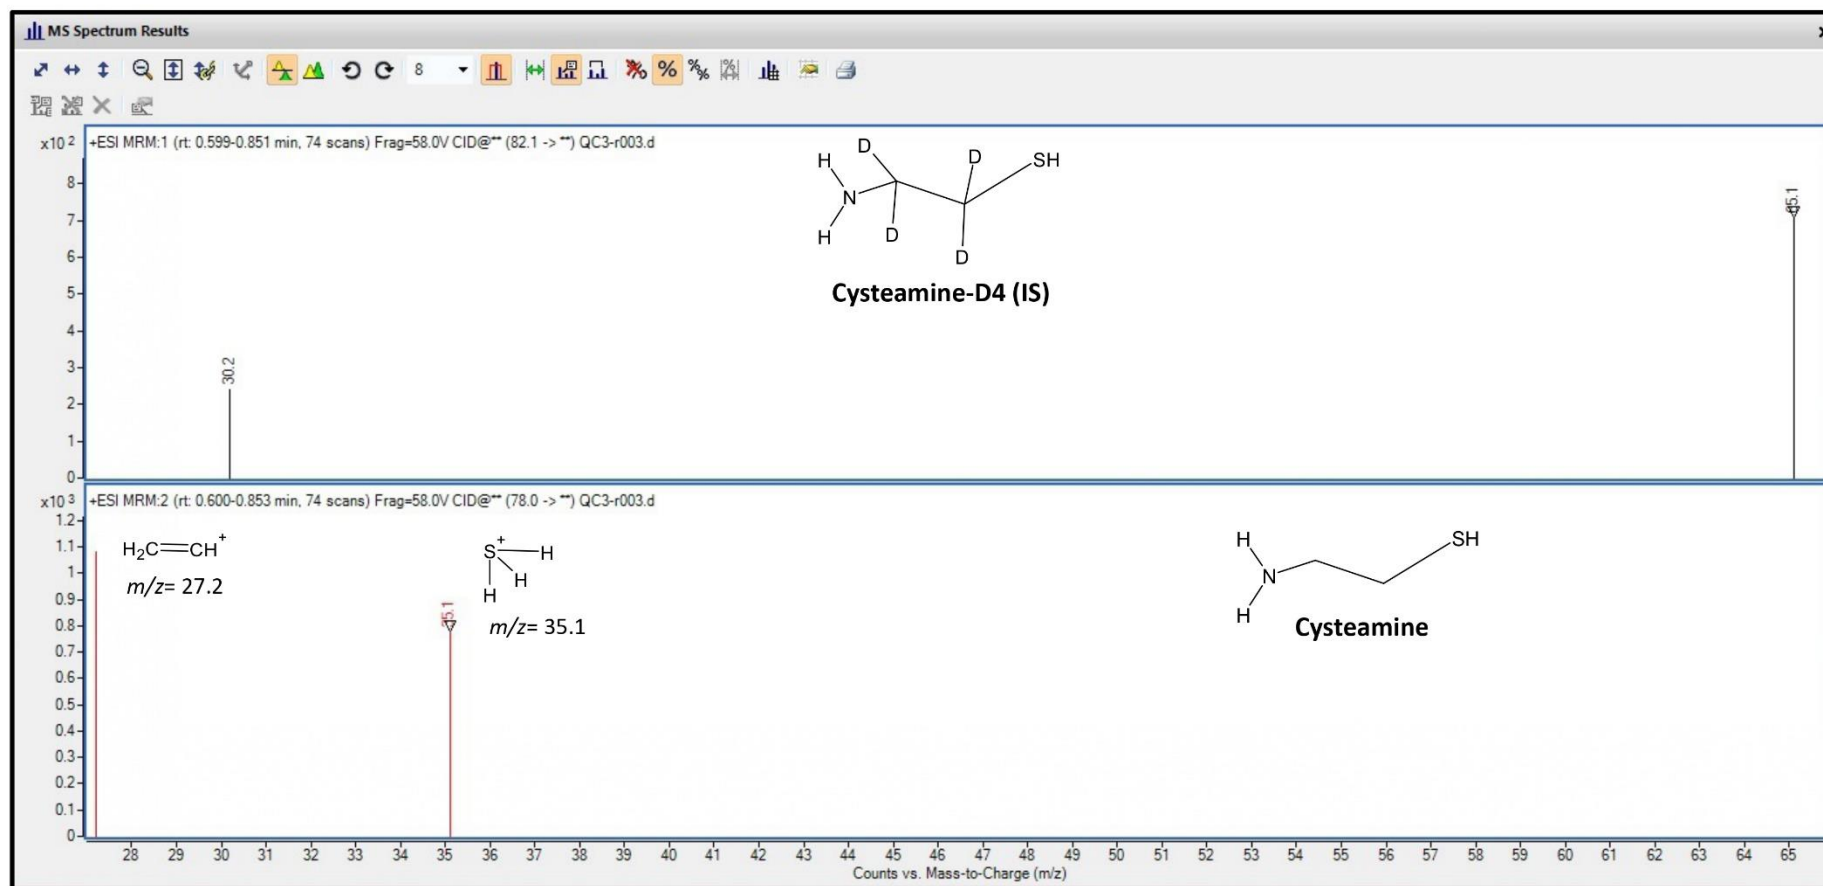 MS Spectrum Results
8
x10 2
+ESI MRM:1 (rt: 0.599-0.851 min, 74 scans) Frag=58.0V CID@** (82.1 -> **) QC3-r003.d
8
7
6
5
4
3
2
1
0
30.2
65.1
H
D
D
SH
N
H
D
D
Cysteamine-D4 (IS)
x10 3
+ESI MRM:2 (rt: 0.600-0.853 min, 74 scans) Frag=58.0V CID@** (78.0 -> **) QC3-r003.d
1.2
1.1
1
0.9
0.8
0.7
0.6
0.5
0.4
0.3
0.2
0.1
0
H2C=CH+
m/z= 27.2
35.1
S+ H
H
H
m/z= 35.1
H
SH
N
H
Cysteamine
28 29 30 31 32 33 34 35 36 37 38 39 40 41 42 43 44 45 46 47 48 49 50 51 52 53 54 55 56 57 58 59 60 61 62 63 64 65
Counts vs. Mass-to-Charge (m/z)